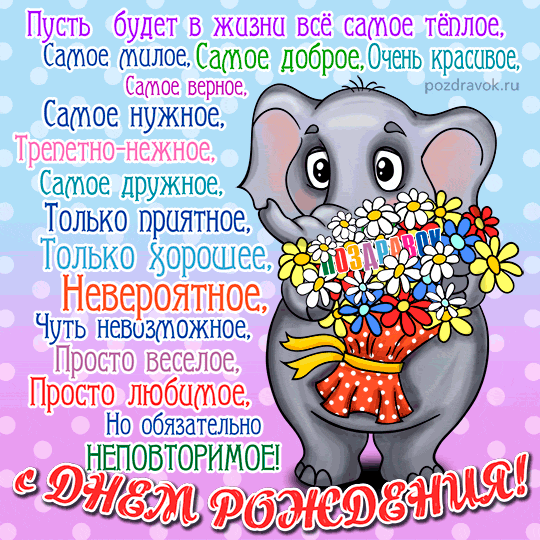 Пусть будет в жизни всё самое тёплое,
Самое милое, Самое доброе, Очень красивое,
pozdravok.ru
Самое верное,
Самое нужное,
Трепетно-нежное,
Самое дружное,
Только приятное,
Только хорошее,
ПОЗДРАВОК
Невероятное,
Чуть невозможное,
Просто веселое,
Просто любимое,
Но обязательно
НЕПОВТОРИМОЕ!
с ДНЕМ РОЖДЕНИЯ!